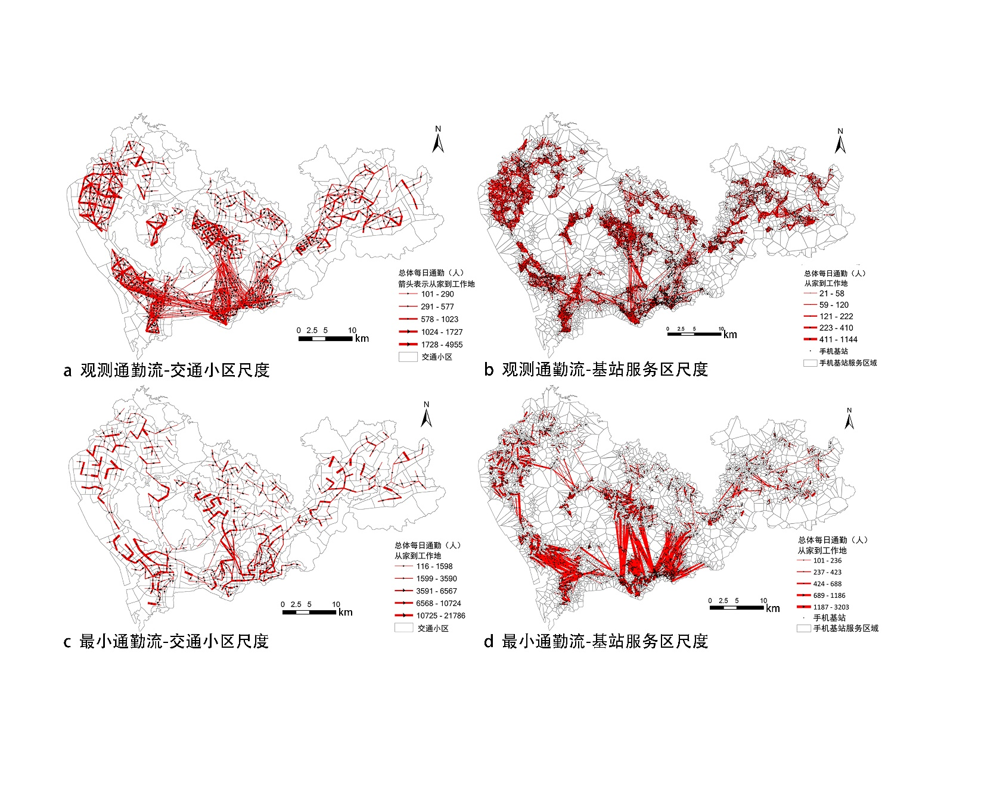 N
总体每日通勤（人）
箭头表示从家到工作地
101 - 290
291 - 577
578 - 1023
1024 - 1727
1728 - 4955
交通小区
0 2.5 5 10 km
a 观测通勤流-交通小区尺度
N
总体每日通勤（人）
从家到工作地
21 - 58
59 - 120
121 - 222
223 - 410
411 - 1144
手机基站
手机基站服务区域
0 2.5 5 10 km
b 观测通勤流-基站服务区尺度
N
总体每日通勤（人）
从家到工作地
116 - 1598
1599 - 3590
3591 - 6567
6568 - 10724
10725 - 21786
交通小区
0 2.5 5 10 km
c 最小通勤流-交通小区尺度
N
总体每日通勤（人）
从家到工作地
101 - 236
237 - 423
424 - 688
689 - 1186
1187 - 3203
手机基站
手机基站服务区域
0 2.5 5 10 km
d 最小通勤流-基站服务区尺度